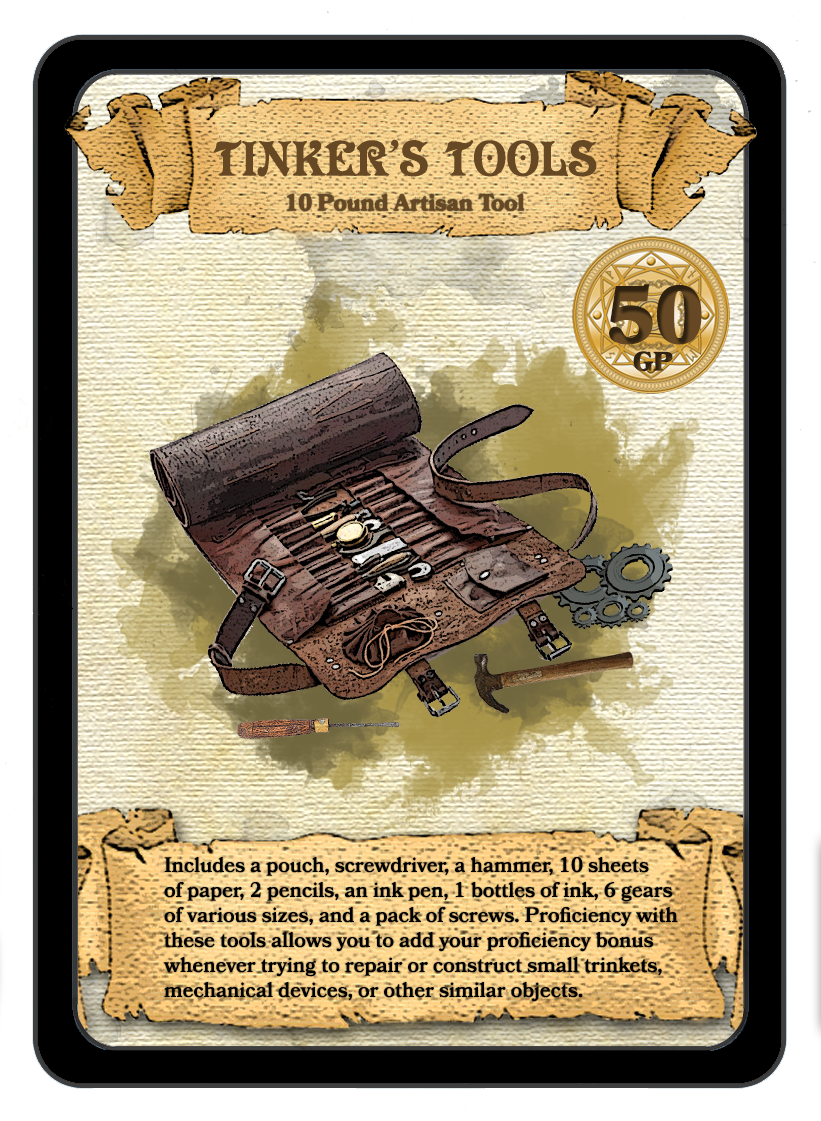 TINKER'S TOOLS
10 Pound Artisan Tool
50
GP
Includes a pouch, screwdriver, a hammer, 10 sheets
of paper, 2 pencils, an ink pen, 1 bottles of ink, 6 gears
of various sizes, and a pack of screws. Proficiency with
these tools allows you to add your proficiency bonus
whenever trying to repair or construct small trinkets,
mechanical devices, or other similar objects.